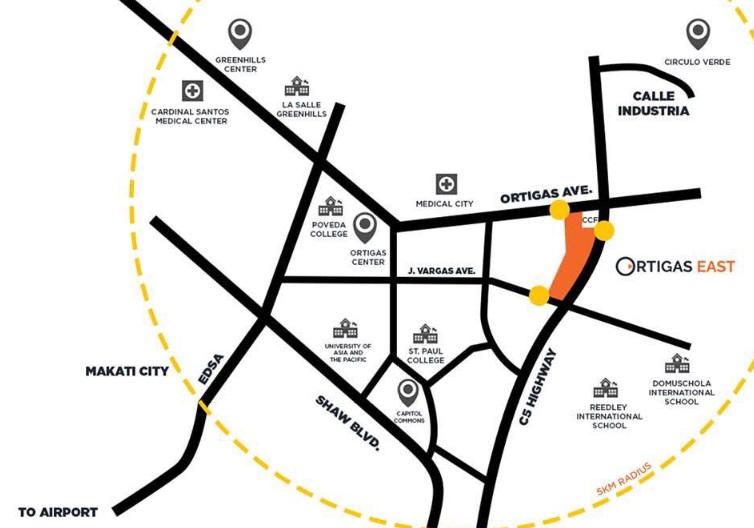 GREENHILLS
CENTER
CIRCULO VERDE
CARDINAL SANTOS
MEDICAL CENTER
LA SALLE
GREENHILLS
CALLE
INDUSTRIA
MEDICAL CITY
ORTIGAS AVE.
CCF
POVEDA
COLLEGE
ORTIGAS
CENTER
J. VARGAS AVE.
ORTIGAS EAST
UNIVERSITY OF
ASIA AND
THE PACIFIC
ST. PAUL
COLLEGE
MAKATI CITY
EDSA
SHAW BLVD.
CAPITOL
COMMONS
C5 HIGHWAY
REEDLEY
INTERNATIONAL
SCHOOL
DOMUSCHOLA
INTERNATIONAL
SCHOOL
5KM RADIUS
TO AIRPORT